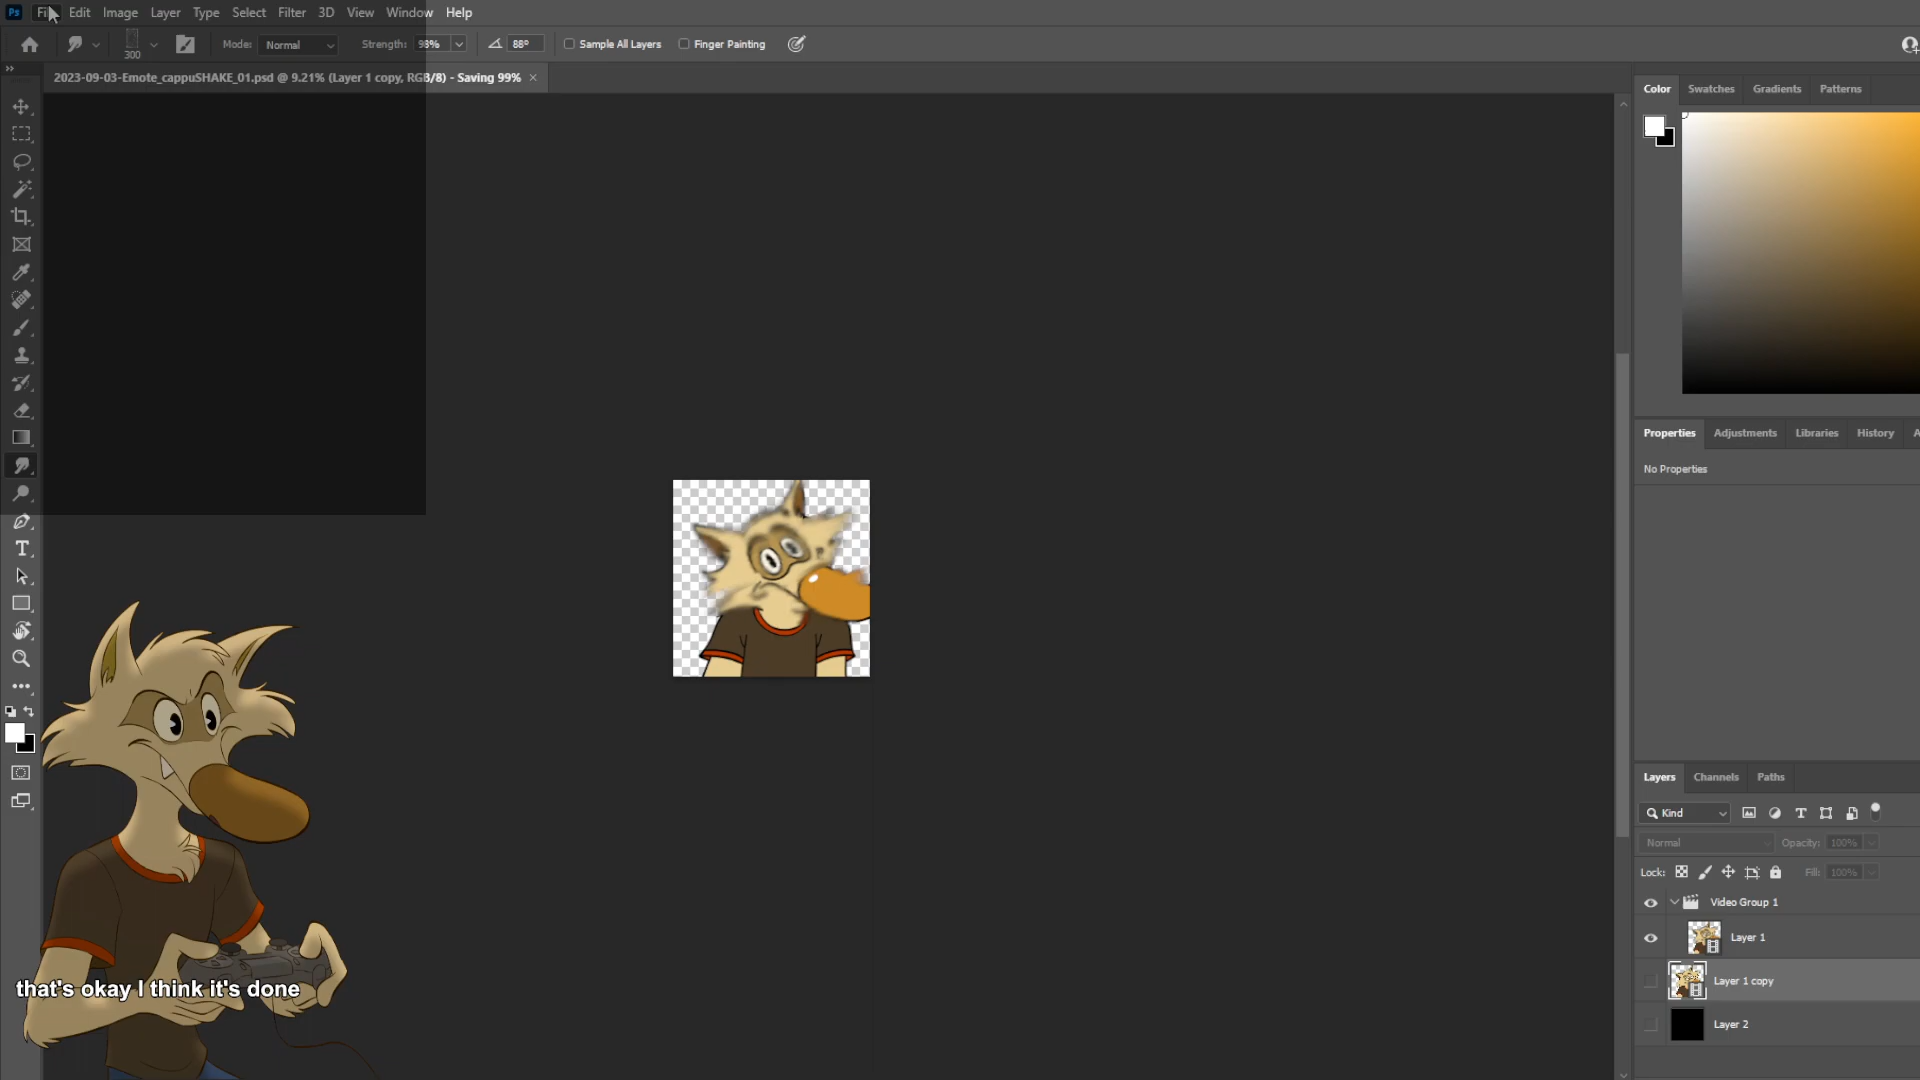 Ps Fil Edit Image Layer Type Select Filter 3D View Window Help
300 Mode: Normal Strength: 98% 88° Sample All Layers Finger Painting
2023-09-03-Emote_cappuSHAKE_01.psd @ 9.21% (Layer 1 copy, RGB/8) - Saving 99% ×
Color Swatches Gradients Patterns
Properties Adjustments Libraries History A
No Properties
Layers Channels Paths
Kind
Normal Opacity: 100%
Lock: Fill: 100%
Video Group 1
Layer 1
Layer 1 copy
Layer 2
that's okay I think it's done